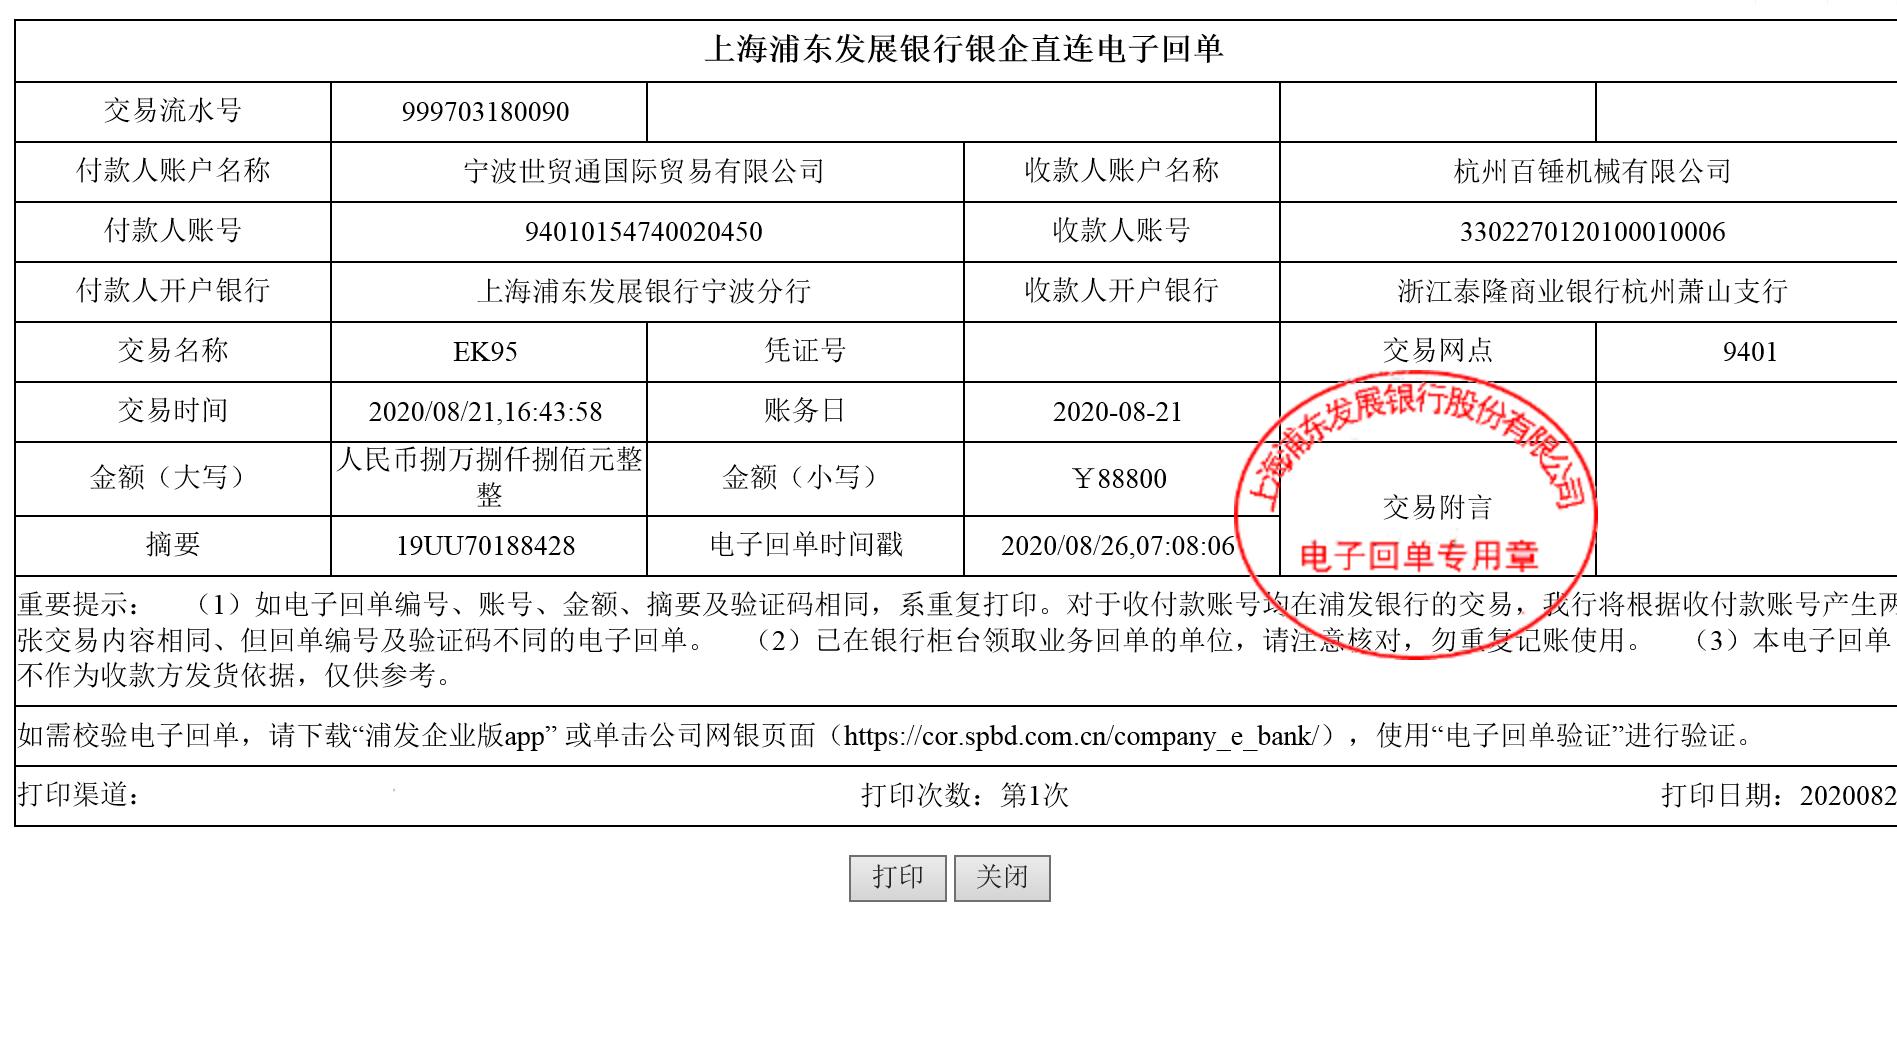 上海浦东发展银行银企直连电子回单
交易流水号 999703180090
付款人账户名称 宁波世贸通国际贸易有限公司 收款人账户名称 杭州百锤机械有限公司
付款人账号 94010154740020450 收款人账号 3302270120100010006
付款人开户银行 上海浦东发展银行宁波分行 收款人开户银行 浙江泰隆商业银行杭州萧山支行
交易名称 EK95 凭证号 交易网点 9401
交易时间 2020/08/21,16:43:58 账务日 2020-08-21
金额（大写） 人民币捌万捌仟捌佰元整
整 金额（小写） ￥88800 交易附言
摘要 19UU70188428 电子回单时间戳 2020/08/26,07:08:06
上海浦东发展银行股份有限公司
电子回单专用章
重要提示： （1）如电子回单编号、账号、金额、摘要及验证码相同，系重复打印。对于收付款账号均在浦发银行的交易，我行将根据收付款账号产生两
张交易内容相同、但回单编号及验证码不同的电子回单。 （2）已在银行柜台领取业务回单的单位，请注意核对，勿重复记账使用。 （3）本电子回单
不作为收款方发货依据，仅供参考。
如需校验电子回单，请下载“浦发企业版app” 或单击公司网银页面（https://cor.spbd.com.cn/company_e_bank/），使用“电子回单验证”进行验证。
打印渠道： 打印次数：第1次 打印日期：2020082
打印 关闭